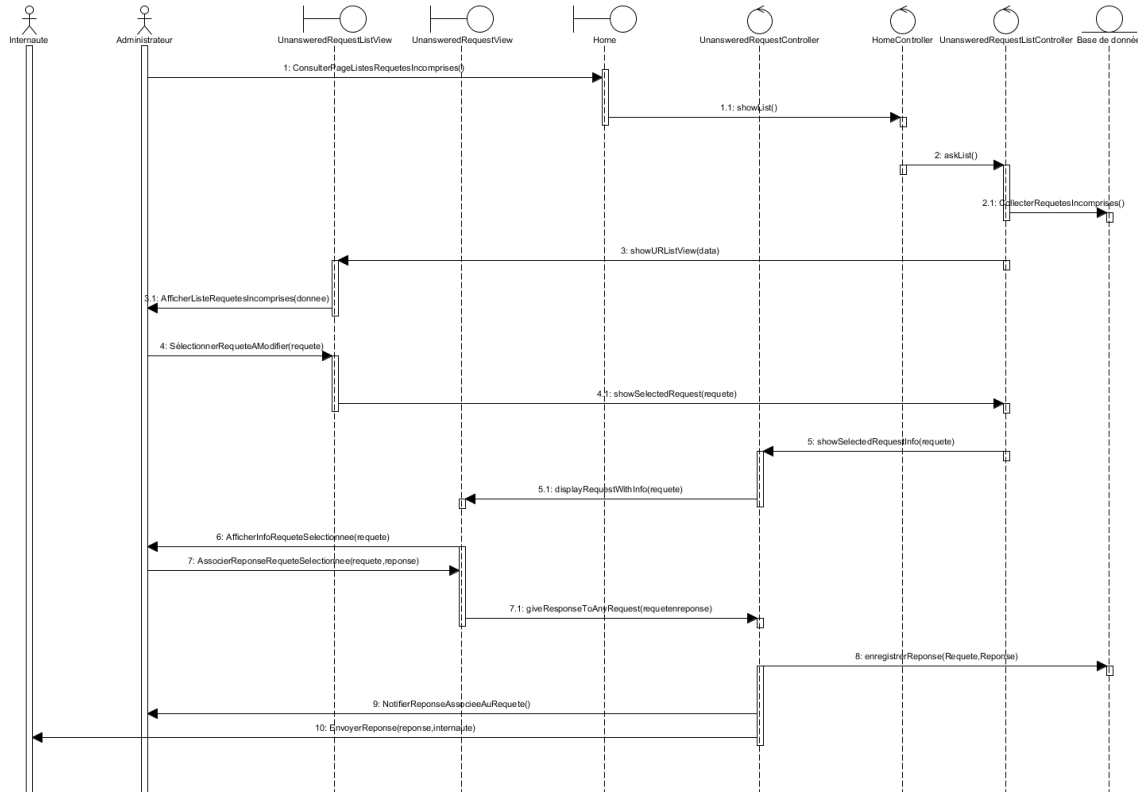 Internaute
Administrateur
UnansweredRequestListView
UnansweredRequestView
Home
UnansweredRequestController
HomeController
UnansweredRequestListController
Base de donnée
1: ConsulterPageListesRequetesIncomprises()
1.1: showList()
2: askList()
2.1: CollecterRequetesIncomprises()
3: showURListView(data)
3.1: AfficherListeRequetesIncomprises(donnee)
4: SélectionnerRequeteAModifier(requete)
4.1: showSelectedRequest(requete)
5: showSelectedRequestInfo(requete)
5.1: displayRequestWithInfo(requete)
6: AfficherInfoRequeteSelectionnee(requete)
7: AssocierReponseRequeteSelectionnee(requete,reponse)
7.1: giveResponseToAnyRequest(requetenreponse)
8: enregistrerReponse(Requete,Reponse)
9: NotifierReponseAssocieeAuRequete()
10: EnvoyerReponse(reponse,internaute)